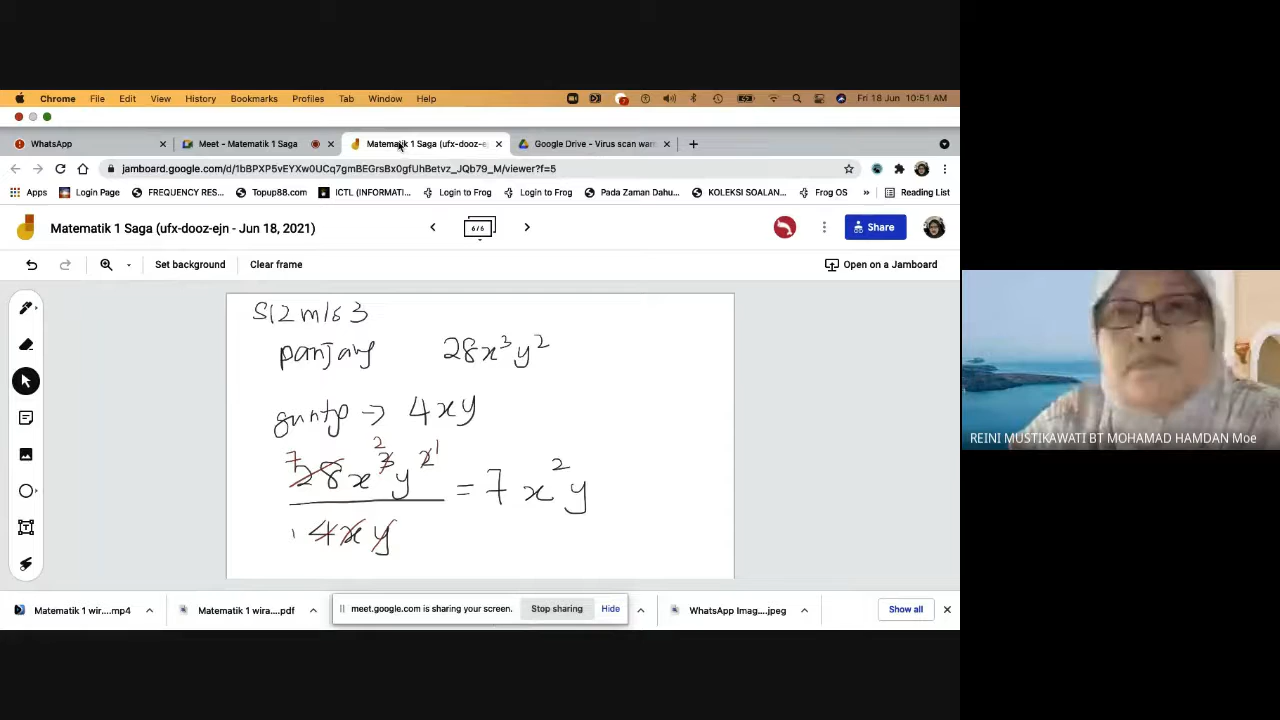 Chrome File Edit View History Bookmarks Profiles Tab Window Help Fri 18 Jun 10:51 AM
WhatsApp Meet - Matematik 1 Saga Matematik 1 Saga (ufx-dooz-e Google Drive - Virus scan warn
jamboard.google.com/d/1bBPXP5vEYXw0UCq7gmBEGrsBx0gfUhBetvz_JQb79_M/viewer?f=5
Apps Login Page FREQUENCY RES... Topup88.com ICTL (INFORMATI... Login to Frog Login to Frog Pada Zaman Dahu... KOLEKSI SOALAN... Frog OS » Reading List
Matematik 1 Saga (ufx-dooz-ejn - Jun 18, 2021) 6/6 Share
Set background Clear frame Open on a Jamboard
S12 m/s 3
panjang 28x³y²
4xy
7 2 1
28x³y² = 7x²y
4xy
REINI MUSTIKAWATI BT MOHAMAD HAMDAN Moe
Matematik 1 wir....mp4 Matematik 1 wira....pdf meet.google.com is sharing your screen. Stop sharing Hide WhatsApp Imag....jpeg Show all